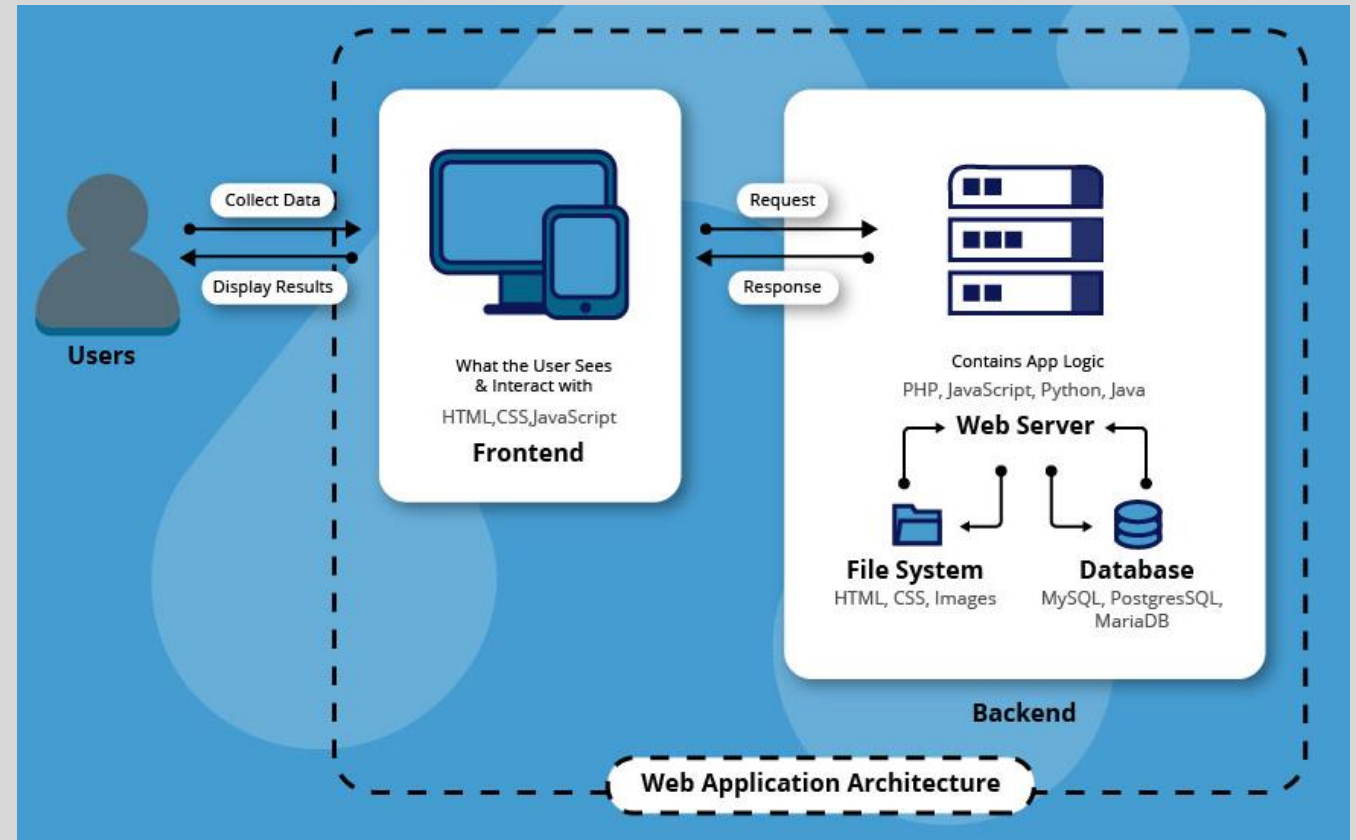 Collect Data
Display Results
Users
What the User Sees
& Interact with
HTML,CSS,JavaScript
Frontend
Request
Response
Contains App Logic
PHP, JavaScript, Python, Java
Web Server
File System
HTML, CSS, Images
Database
MySQL, PostgresSQL,
MariaDB
Backend
Web Application Architecture